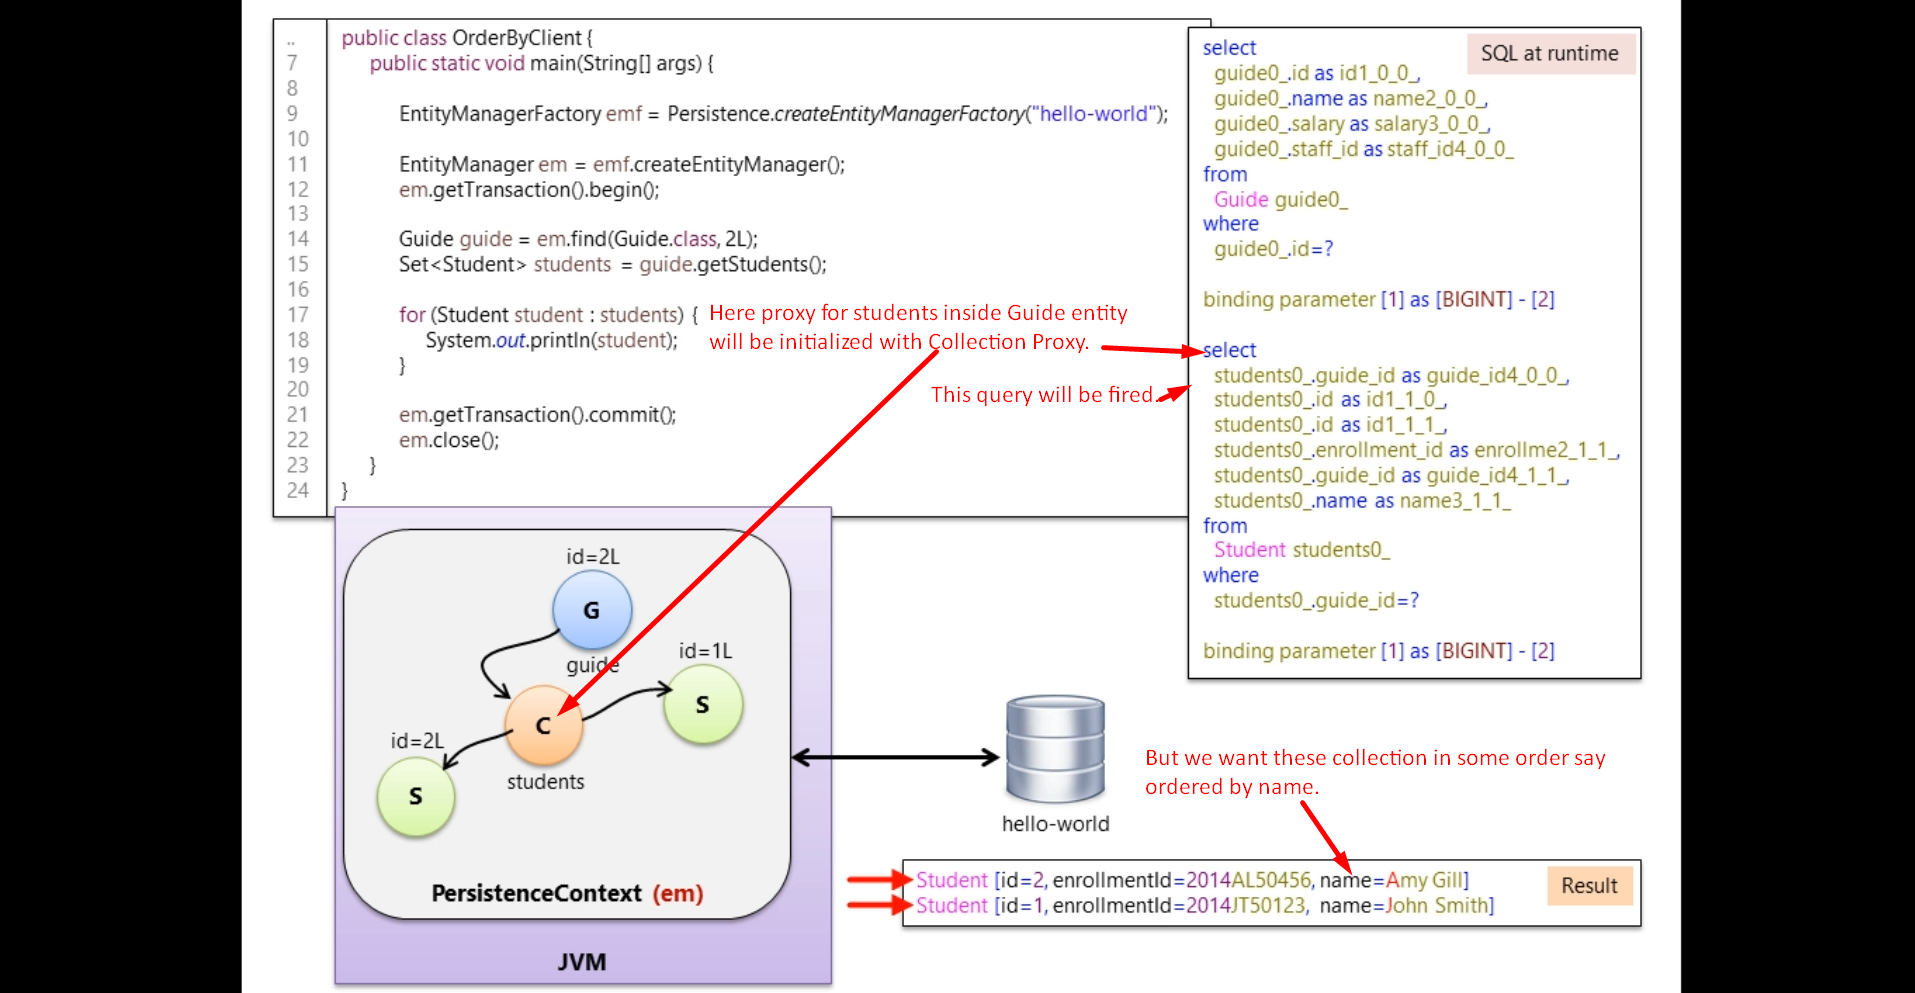 ..
public class OrderByClient {
7
public static void main(String[] args) {
8
9
EntityManagerFactory emf = Persistence.createEntityManagerFactory("hello-world");
10
11
EntityManager em = emf.createEntityManager();
12
em.getTransaction().begin();
13
14
Guide guide = em.find(Guide.class, 2L);
15
Set<Student> students = guide.getStudents();
16
17
for (Student student : students) {
18
System.out.println(student);
19
}
20
21
em.getTransaction().commit();
22
em.close();
23
}
24
}
Here proxy for students inside Guide entity
will be initialized with Collection Proxy.
This query will be fired.
SQL at runtime
select
guide0_.id as id1_0_0_,
guide0_.name as name2_0_0_,
guide0_.salary as salary3_0_0_,
guide0_.staff_id as staff_id4_0_0_
from
Guide guide0_
where
guide0_.id=?
binding parameter [1] as [BIGINT] - [2]
select
students0_.guide_id as guide_id4_0_0_,
students0_.id as id1_1_0_,
students0_.id as id1_1_1_,
students0_.enrollment_id as enrollme2_1_1_,
students0_.guide_id as guide_id4_1_1_,
students0_.name as name3_1_1_
from
Student students0_
where
students0_.guide_id=?
binding parameter [1] as [BIGINT] - [2]
id=2L
G
guide
id=1L
S
C
students
id=2L
S
PersistenceContext (em)
JVM
hello-world
But we want these collection in some order say
ordered by name.
Student [id=2, enrollmentId=2014AL50456, name=Amy Gill]
Student [id=1, enrollmentId=2014JT50123, name=John Smith]
Result